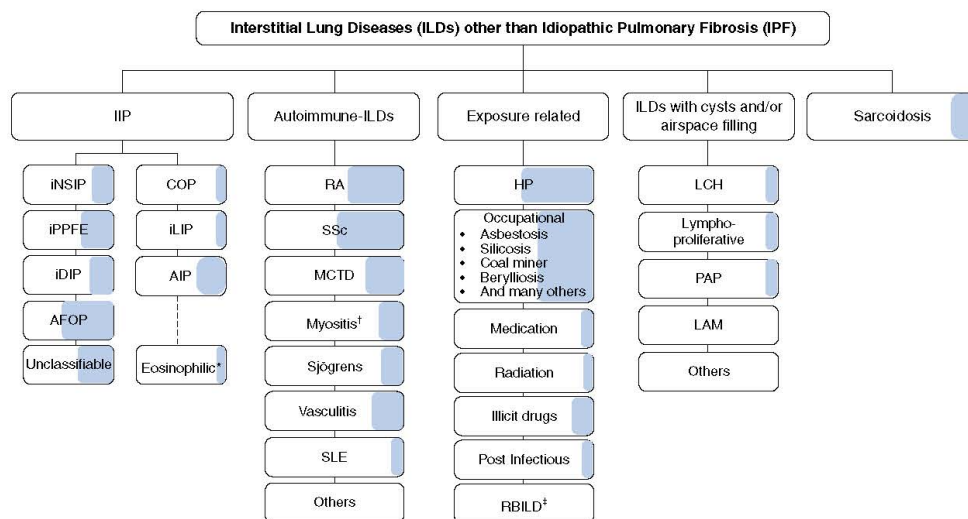 Interstitial Lung Diseases (ILDs) other than Idiopathic Pulmonary Fibrosis (IPF)
IIP
Autoimmune-ILDs
Exposure related
ILDs with cysts and/or
airspace filling
Sarcoidosis
iNSIP
COP
iPPFE
iLIP
iDIP
AIP
AFOP
Unclassifiable
Eosinophilic*
RA
SSc
MCTD
Myositis†
Sjögrens
Vasculitis
SLE
Others
HP
Occupational
• Asbestosis
• Silicosis
• Coal miner
• Berylliosis
• And many others
Medication
Radiation
Illicit drugs
Post Infectious
RBILD‡
LCH
Lympho-
proliferative
PAP
LAM
Others